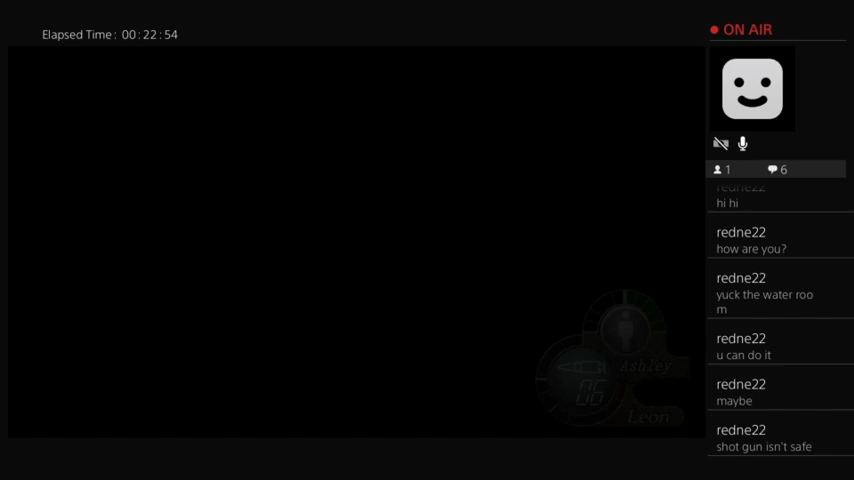 Elapsed Time: 00:22:54
ON AIR
1
6
redne22
hi hi
redne22
how are you?
redne22
yuck the water roo
m
redne22
u can do it
redne22
maybe
redne22
shot gun isn't safe
Ashley
06
Leon